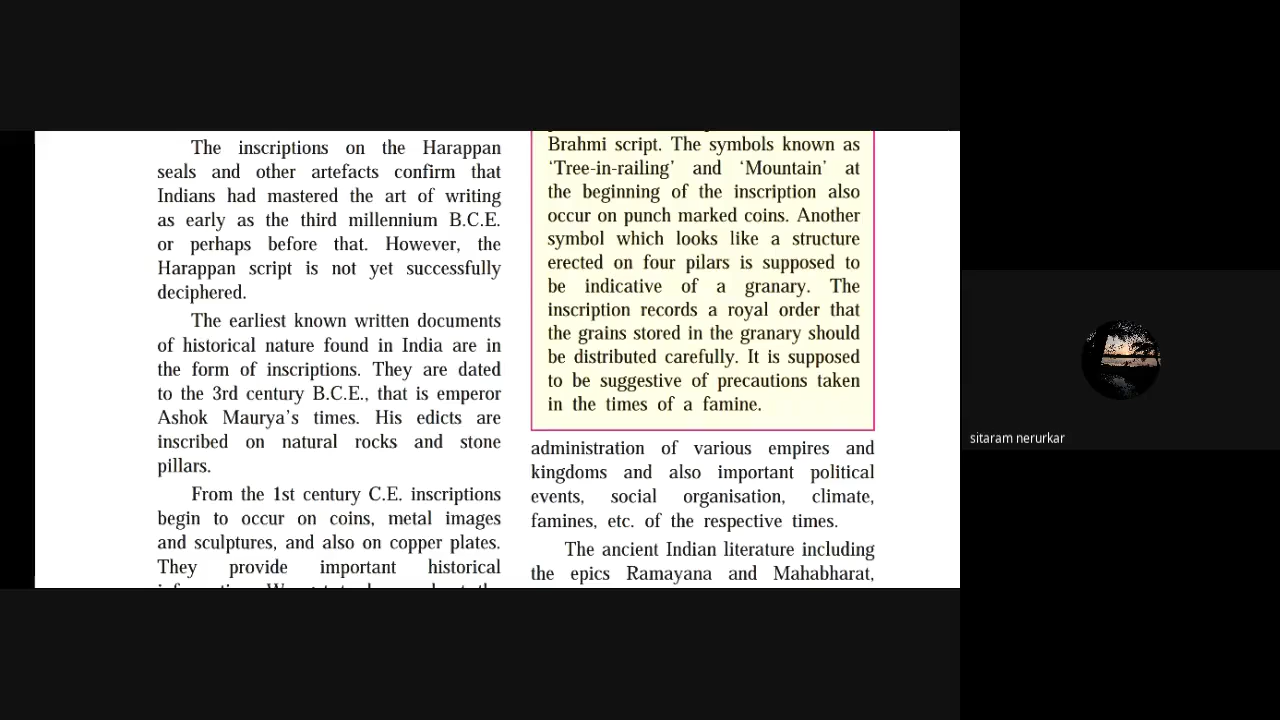 The inscriptions on the Harappan
seals and other artefacts confirm that
Indians had mastered the art of writing
as early as the third millennium B.C.E.
or perhaps before that. However, the
Harappan script is not yet successfully
deciphered.
The earliest known written documents
of historical nature found in India are in
the form of inscriptions. They are dated
to the 3rd century B.C.E., that is emperor
Ashok Maurya's times. His edicts are
inscribed on natural rocks and stone
pillars.
From the 1st century C.E. inscriptions
begin to occur on coins, metal images
and sculptures, and also on copper plates.
They provide important historical
Brahmi script. The symbols known as
‘Tree-in-railing’ and ‘Mountain’ at
the beginning of the inscription also
occur on punch marked coins. Another
symbol which looks like a structure
erected on four pilars is supposed to
be indicative of a granary. The
inscription records a royal order that
the grains stored in the granary should
be distributed carefully. It is supposed
to be suggestive of precautions taken
in the times of a famine.
administration of various empires and
kingdoms and also important political
events, social organisation, climate,
famines, etc. of the respective times.
The ancient Indian literature including
the epics Ramayana and Mahabharat,
sitaram nerurkar